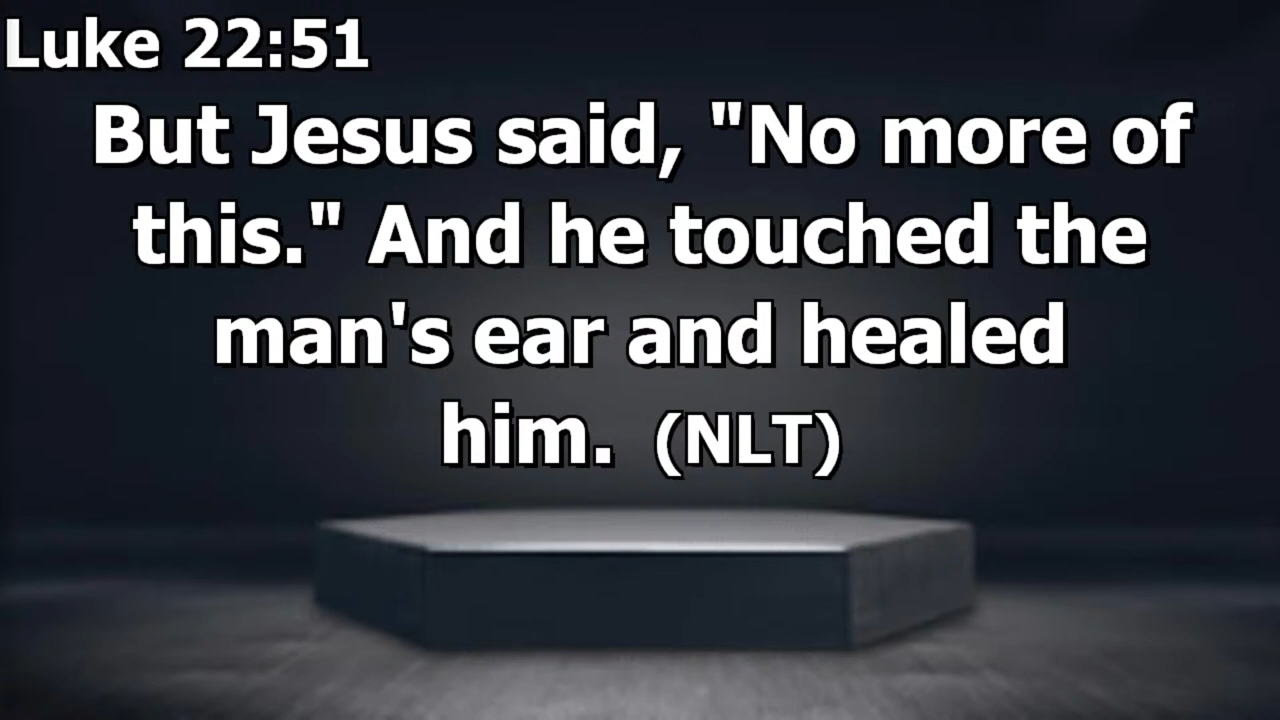 Luke 22:51
But Jesus said, "No more of
this." And he touched the
man's ear and healed
him. (NLT)